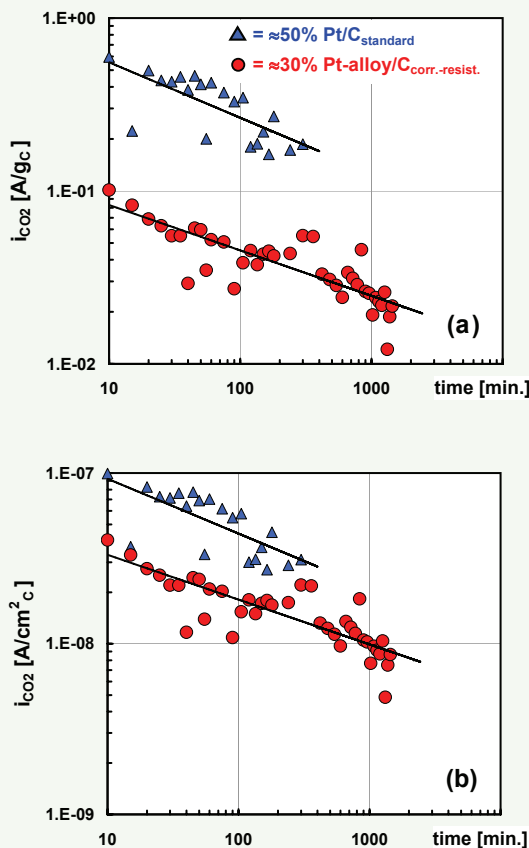 1.E+00
▲ = ≈50% Pt/Cstandard
● = ≈30% Pt-alloy/Ccorr.-resist.
iCO2 [A/gC]
1.E-01
(a)
1.E-02
10 100 1000 time [min.]
1.E-07
iCO2 [A/cm²C]
1.E-08
(b)
1.E-09
10 100 1000 time [min.]